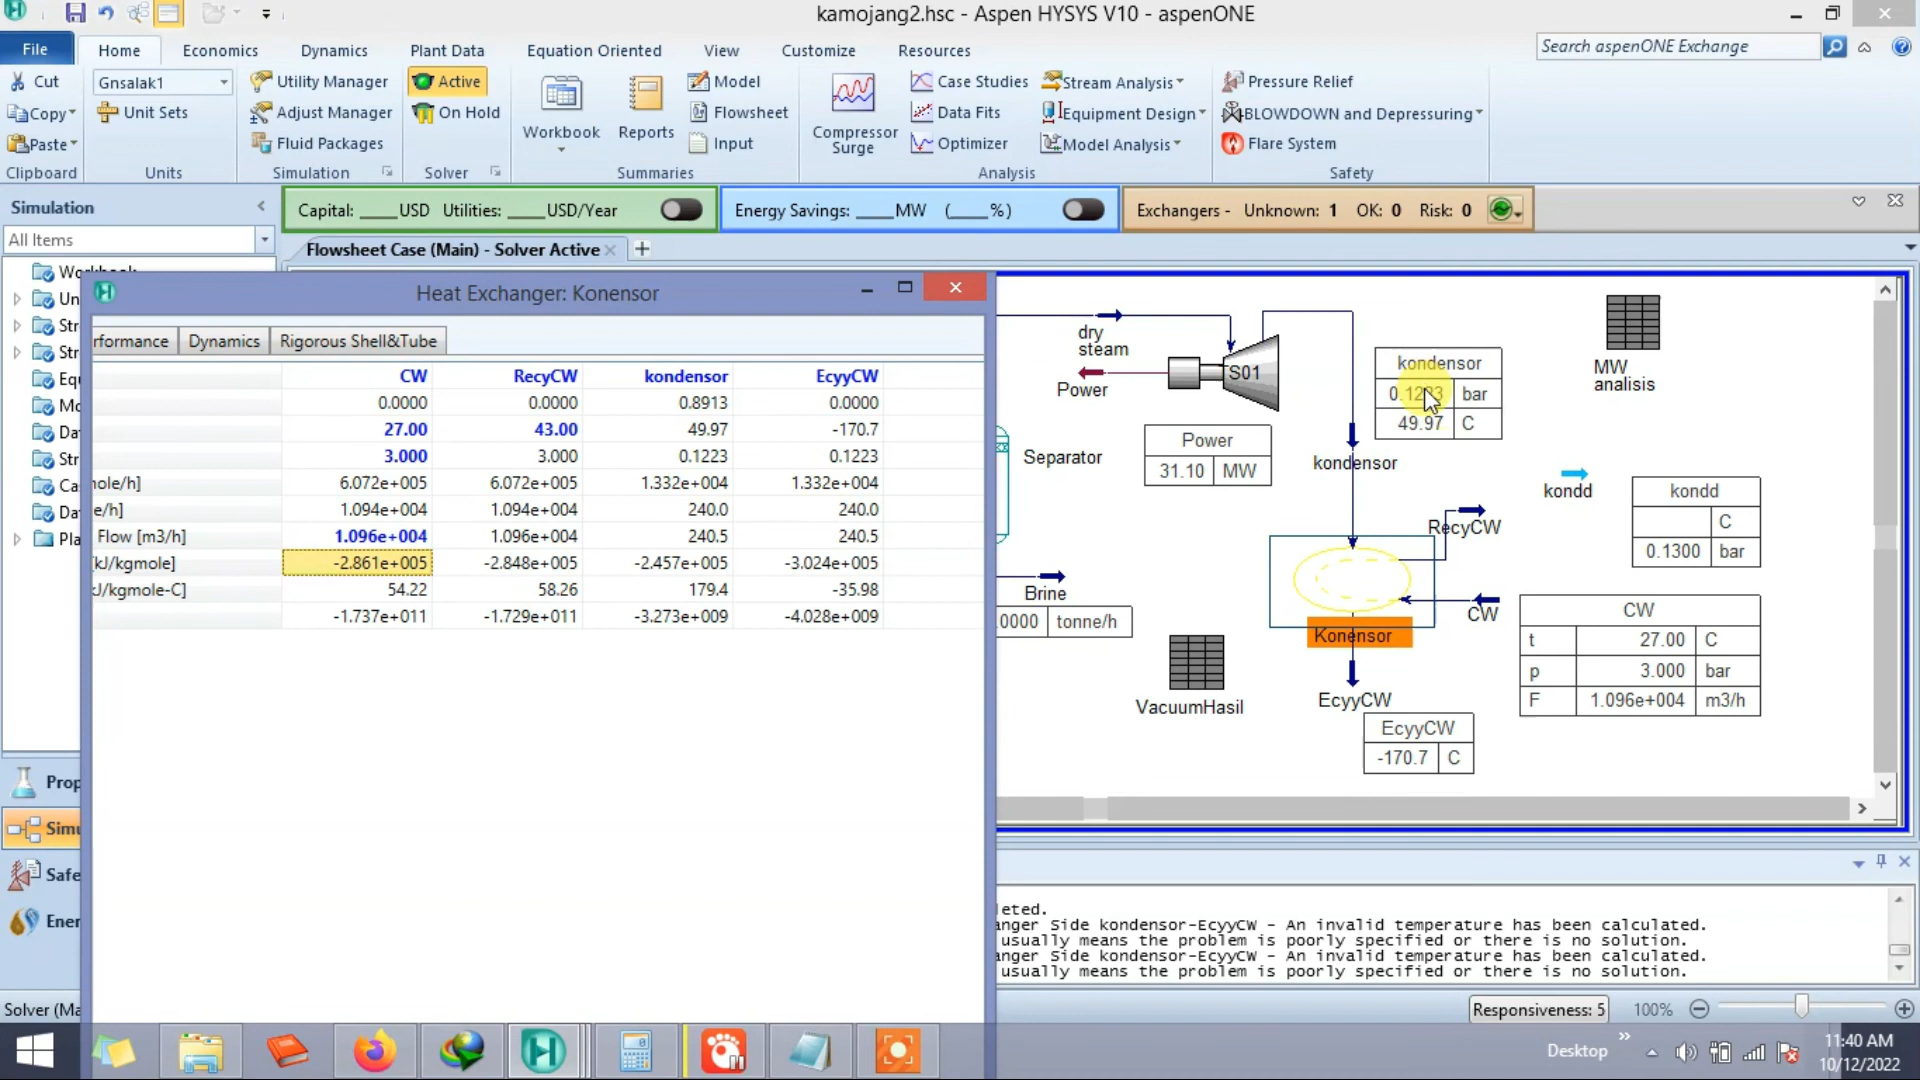 kamojang2.hsc - Aspen HYSYS V10 - aspenONE
File Home Economics Dynamics Plant Data Equation Oriented View Customize Resources
Search aspenONE Exchange
Cut
Copy
Paste
Clipboard
Gnsalak1
Unit Sets
Units
Utility Manager
Adjust Manager
Fluid Packages
Simulation
Active
On Hold
Solver
Workbook
Reports
Model
Flowsheet
Input
Summaries
Compressor
Surge
Case Studies
Data Fits
Optimizer
Stream Analysis
Equipment Design
Model Analysis
Analysis
Pressure Relief
BLOWDOWN and Depressuring
Flare System
Safety
Simulation
All Items
Capital: ____USD Utilities: ____USD/Year
Energy Savings: ____MW (____%)
Exchangers - Unknown: 1 OK: 0 Risk: 0
Flowsheet Case (Main) - Solver Active
Un
Str
Str
Da
Str
Ca
Da
Pla
Prop
Simu
Safe
Ener
Heat Exchanger: Konensor
rformance Dynamics Rigorous Shell&Tube
CW RecyCW kondensor EcyyCW
0.0000 0.0000 0.8913 0.0000
27.00 43.00 49.97 -170.7
3.000 3.000 0.1223 0.1223
ole/h] 6.072e+005 6.072e+005 1.332e+004 1.332e+004
e/h] 1.094e+004 1.094e+004 240.0 240.0
Flow [m3/h] 1.096e+004 1.096e+004 240.5 240.5
kJ/kgmole] -2.861e+005 -2.848e+005 -2.457e+005 -3.024e+005
J/kgmole-C] 54.22 58.26 179.4 -35.98
-1.737e+011 -1.729e+011 -3.273e+009 -4.028e+009
dry
steam
Power
S01
kondensor
bar
49.97 C
MW
analisis
Separator
Power
31.10 MW
kondensor
kondd
kondd
C
0.1300 bar
RecyCW
Brine
0000 tonne/h
CW
CW
t 27.00 C
p 3.000 bar
F 1.096e+004 m3/h
Konensor
VacuumHasil
EcyyCW
EcyyCW
-170.7 C
eted.
anger Side kondensor-EcyyCW - An invalid temperature has been calculated.
usually means the problem is poorly specified or there is no solution.
anger Side kondensor-EcyyCW - An invalid temperature has been calculated.
usually means the problem is poorly specified or there is no solution.
Solver (Ma
Responsiveness: 5 100%
Desktop
11:40 AM
10/12/2022